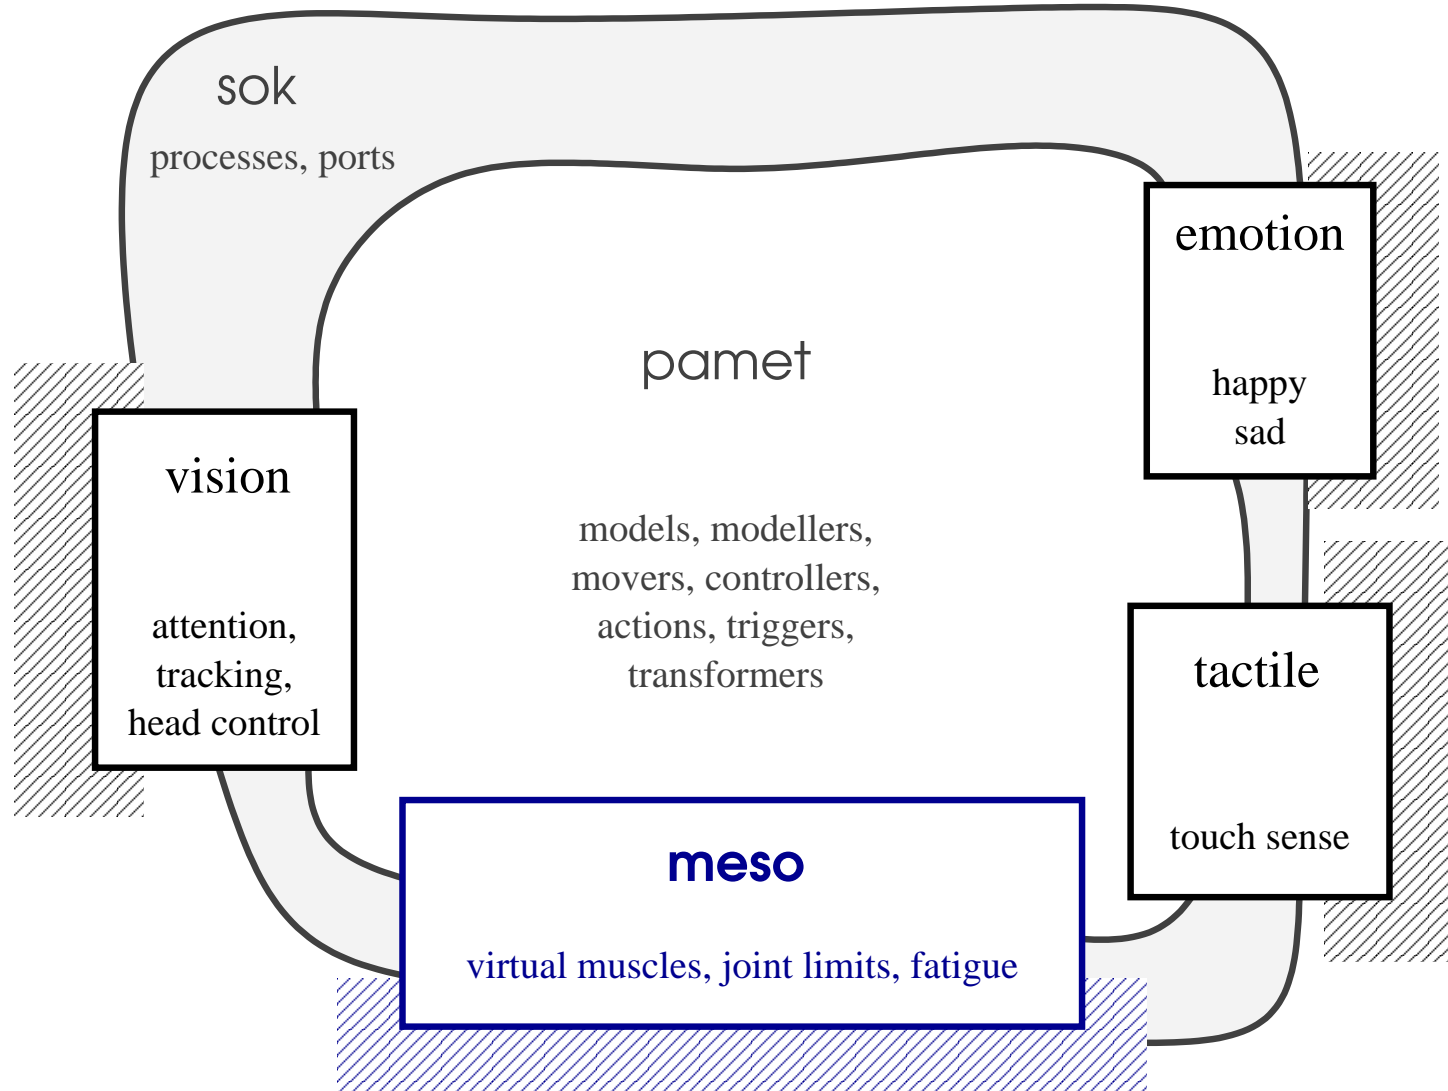 sok
processes, ports
emotion
happy
sad
pamet
models, modellers,
movers, controllers,
actions, triggers,
transformers
vision
attention,
tracking,
head control
tactile
touch sense
meso
virtual muscles, joint limits, fatigue